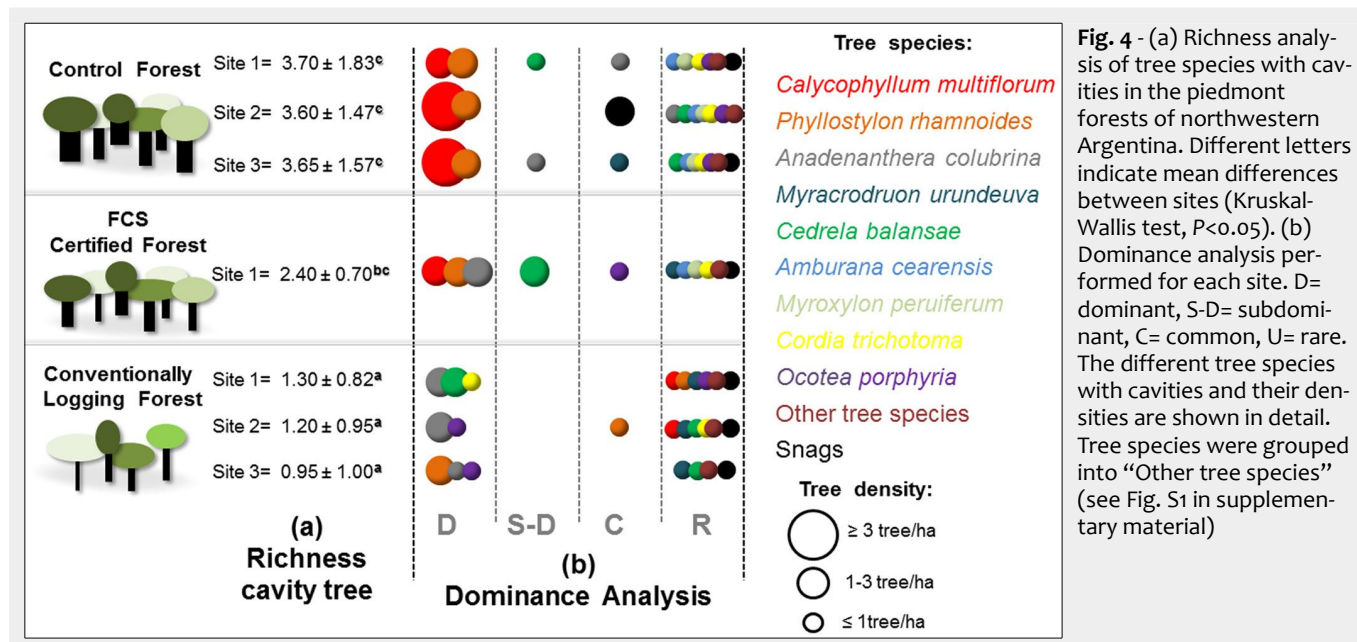 Control Forest
Site 1= 3.70 ± 1.83ᶜ
Site 2= 3.60 ± 1.47ᶜ
Site 3= 3.65 ± 1.57ᶜ
FCS
Certified Forest
Site 1= 2.40 ± 0.70ᵇᶜ
Conventionally
Logging Forest
Site 1= 1.30 ± 0.82ᵃ
Site 2= 1.20 ± 0.95ᵃ
Site 3= 0.95 ± 1.00ᵃ
(a)
Richness
cavity tree
D S-D C R
(b)
Dominance Analysis
Tree species:
Calycophyllum multiflorum
Phyllostylon rhamnoides
Anadenanthera colubrina
Myracrodruon urundeuva
Cedrela balansae
Amburana cearensis
Myroxylon peruiferum
Cordia trichotoma
Ocotea porphyria
Other tree species
Snags
Tree density:
≥ 3 tree/ha
1-3 tree/ha
≤ 1tree/ha
Fig. 4 - (a) Richness analy-
sis of tree species with cav-
ities in the piedmont
forests of northwestern
Argentina. Different letters
indicate mean differences
between sites (Kruskal-
Wallis test, P<0.05). (b)
Dominance analysis per-
formed for each site. D=
dominant, S-D= subdomi-
nant, C= common, U= rare.
The different tree species
with cavities and their den-
sities are shown in detail.
Tree species were grouped
into “Other tree species”
(see Fig. S1 in supplemen-
tary material)